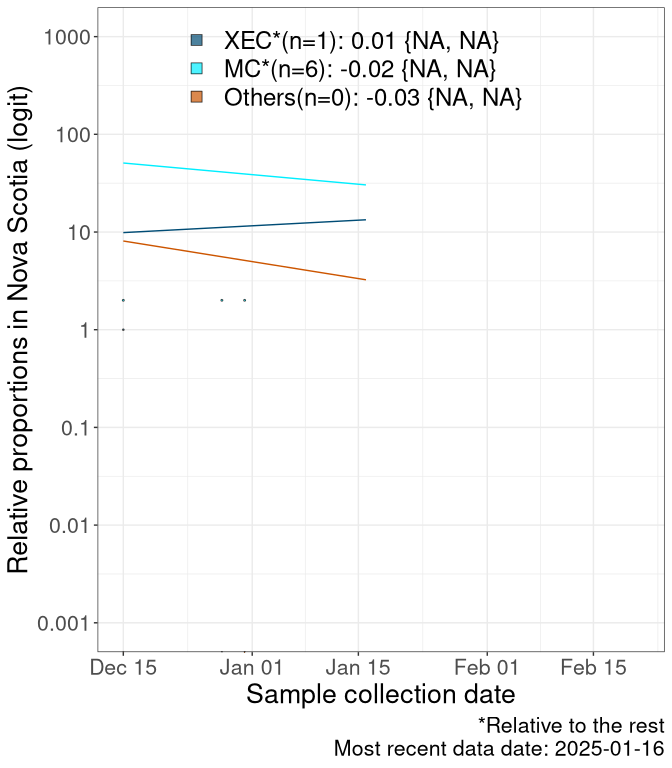 XEC*(n=1): 0.01 {NA, NA}
MC*(n=6): -0.02 {NA, NA}
Others(n=0): -0.03 {NA, NA}
Relative proportions in Nova Scotia (logit)
1000
100
10
1
0.1
0.01
0.001
Dec 15 Jan 01 Jan 15 Feb 01 Feb 15
Sample collection date
*Relative to the rest
Most recent data date: 2025-01-16